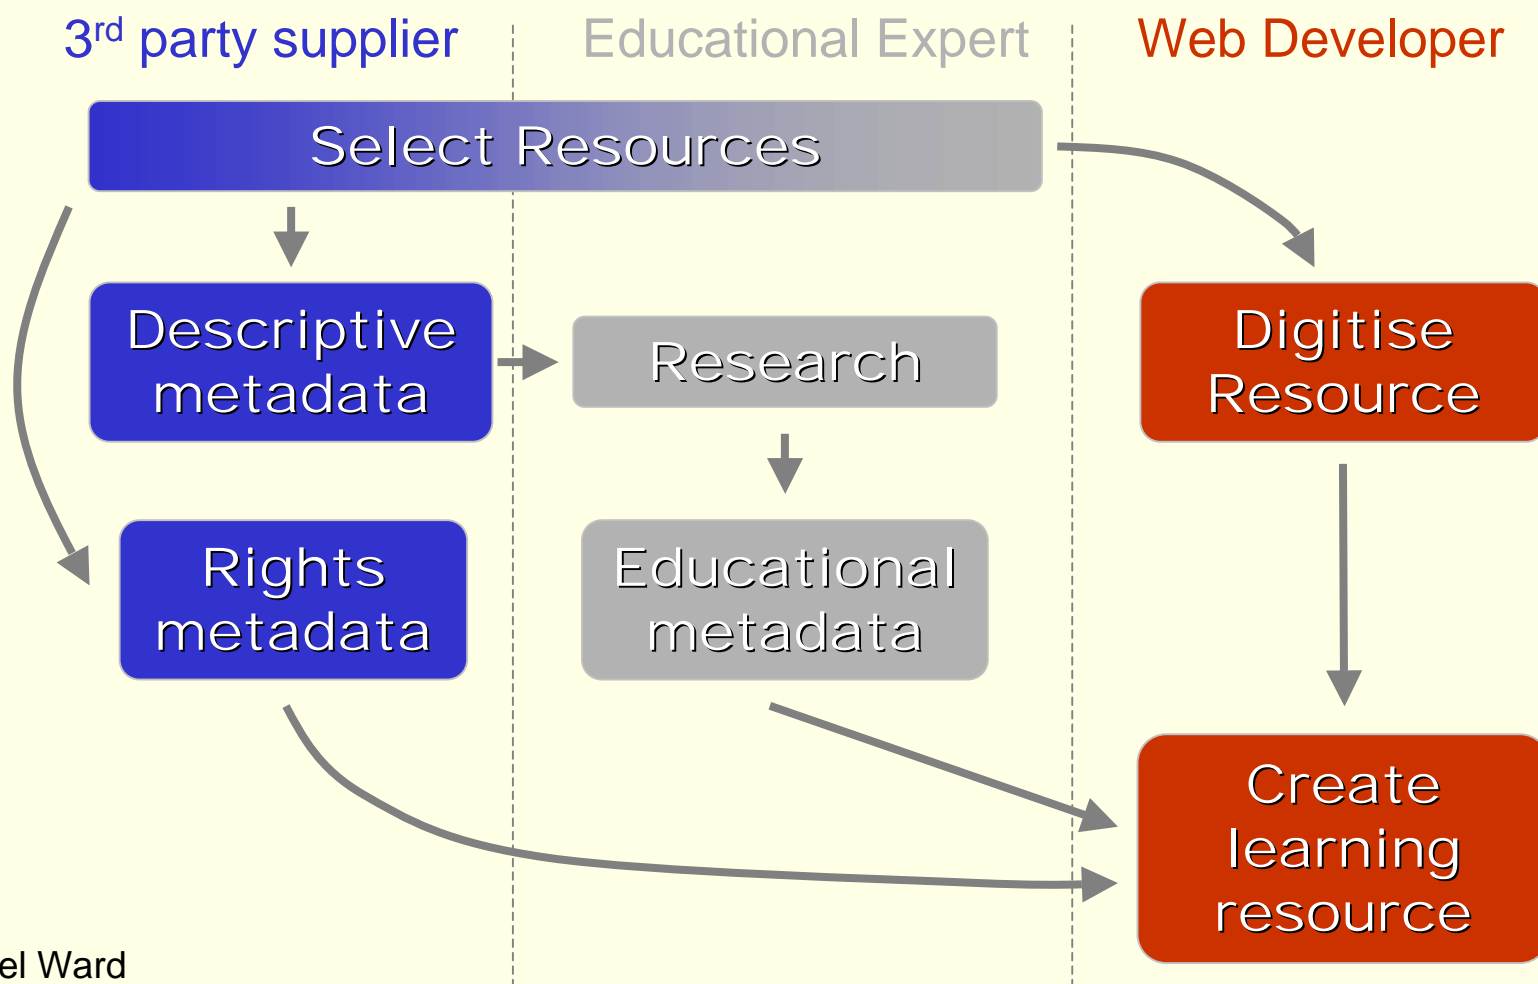 3rd party supplier
Educational Expert
Web Developer
Select Resources
Descriptive
metadata
Research
Digitise
Resource
Rights
metadata
Educational
metadata
Create
learning
resource
Ward